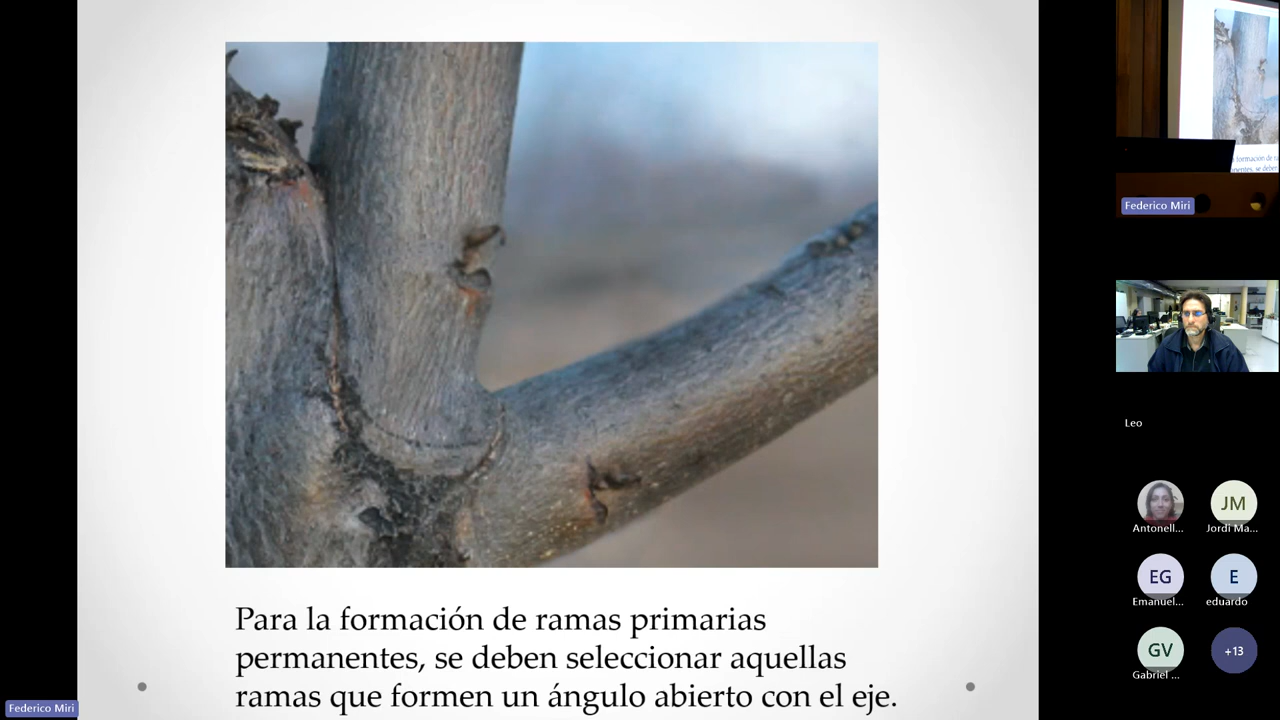 Para la formación de ramas primarias
permanentes, se deben seleccionar aquellas
ramas que formen un ángulo abierto con el eje.
Federico Miri
Federico Miri
Leo
Antonell...
JM
Jordi Ma...
EG
Emanuel...
E
eduardo
GV
Gabriel ...
+13